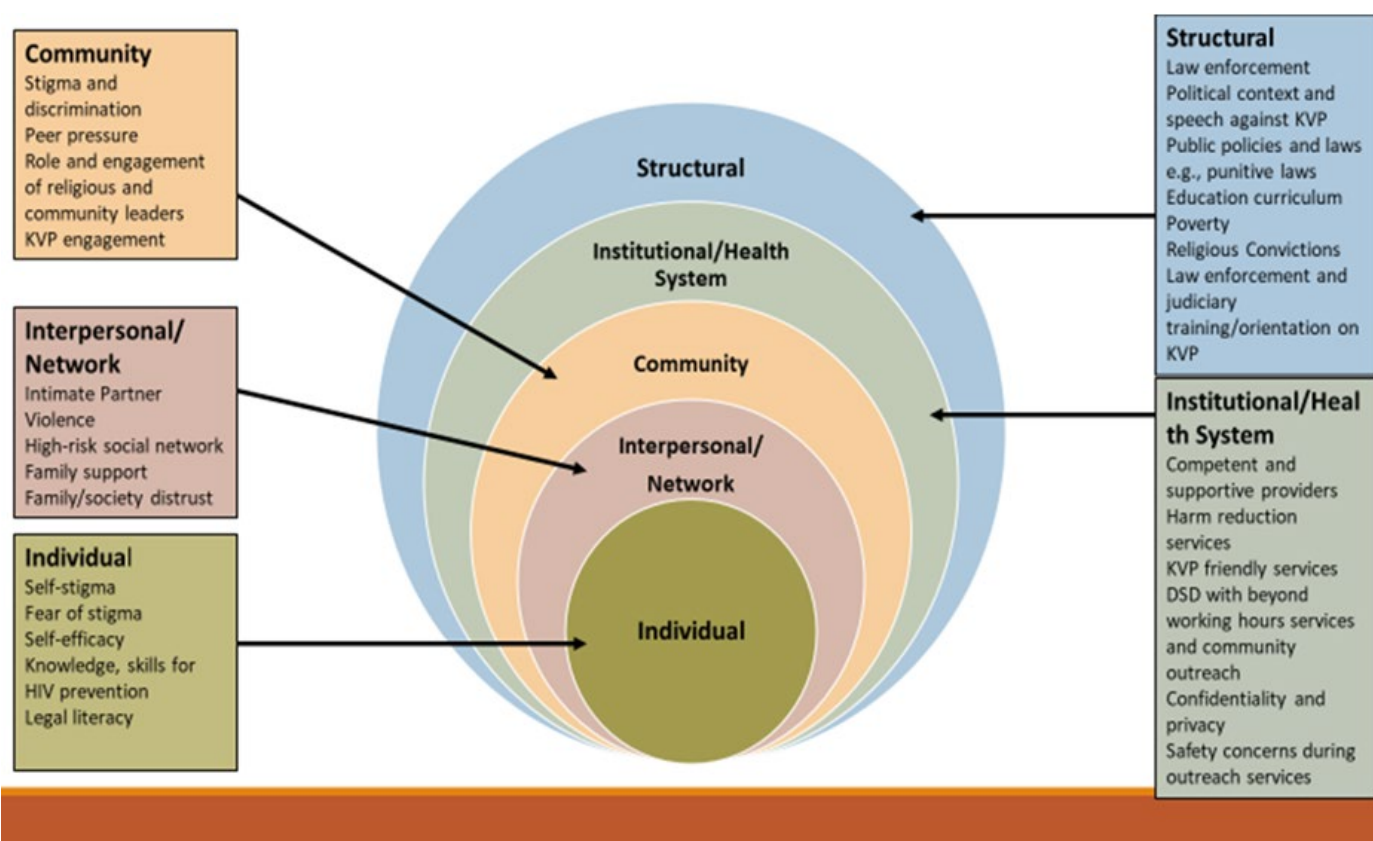 Community
Stigma and
discrimination
Peer pressure
Role and engagement
of religious and
community leaders
KVP engagement
Interpersonal/
Network
Intimate Partner
Violence
High-risk social network
Family support
Family/society distrust
Individual
Self-stigma
Fear of stigma
Self-efficacy
Knowledge, skills for
HIV prevention
Legal literacy
Structural
Institutional/Health
System
Community
Interpersonal/
Network
Individual
Structural
Law enforcement
Political context and
speech against KVP
Public policies and laws
e.g., punitive laws
Education curriculum
Poverty
Religious Convictions
Law enforcement and
judiciary
training/orientation on
KVP
Institutional/Heal
th System
Competent and
supportive providers
Harm reduction
services
KVP friendly services
DSD with beyond
working hours services
and community
outreach
Confidentiality and
privacy
Safety concerns during
outreach services